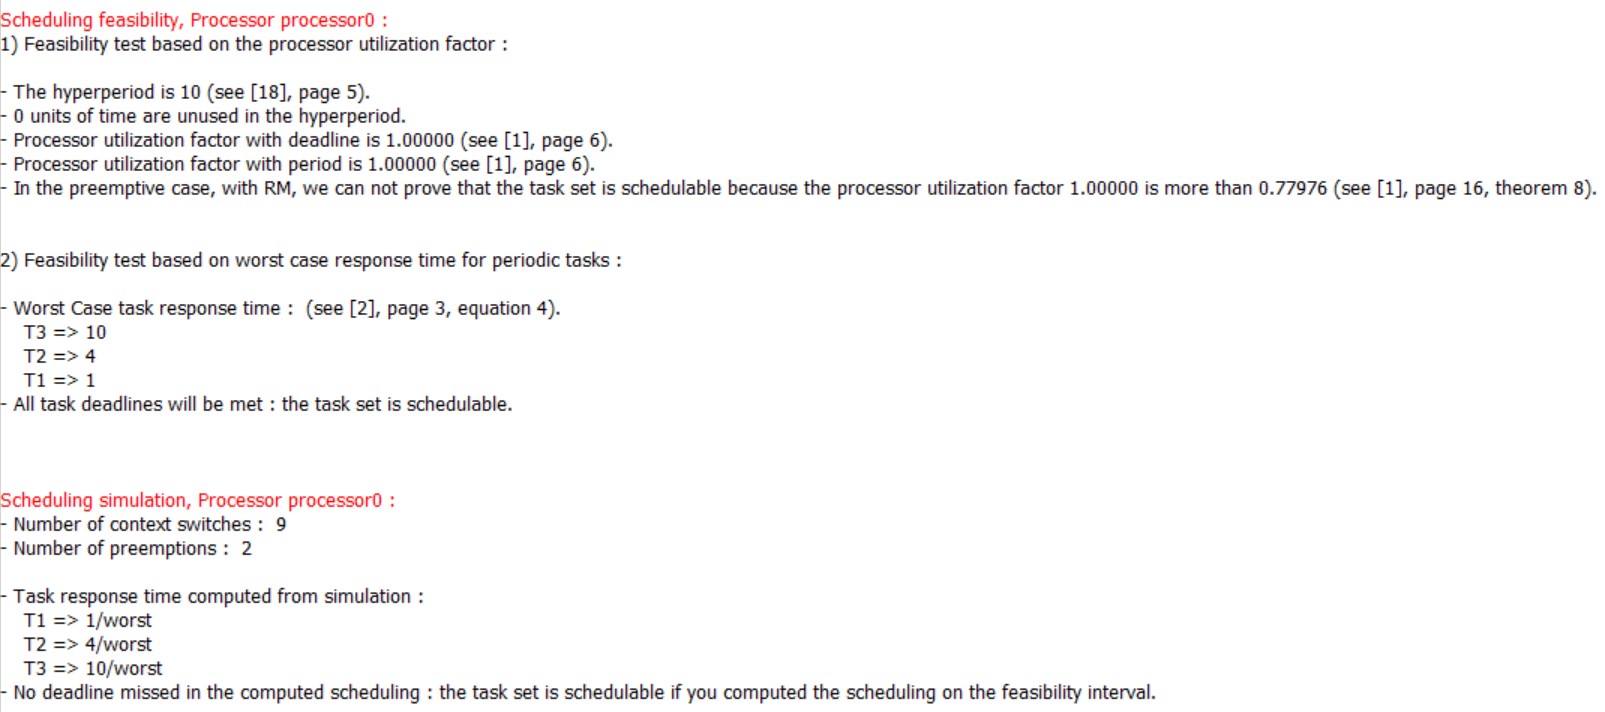 Scheduling feasibility, Processor processor0 :
1) Feasibility test based on the processor utilization factor :
- The hyperperiod is 10 (see [18], page 5).
- 0 units of time are unused in the hyperperiod.
- Processor utilization factor with deadline is 1.00000 (see [1], page 6).
- Processor utilization factor with period is 1.00000 (see [1], page 6).
- In the preemptive case, with RM, we can not prove that the task set is schedulable because the processor utilization factor 1.00000 is more than 0.77976 (see [1], page 16, theorem 8).
2) Feasibility test based on worst case response time for periodic tasks :
- Worst Case task response time :  (see [2], page 3, equation 4).
T3 => 10
T2 => 4
T1 => 1
- All task deadlines will be met : the task set is schedulable.
Scheduling simulation, Processor processor0 :
- Number of context switches :  9
- Number of preemptions :  2
- Task response time computed from simulation :
T1 => 1/worst
T2 => 4/worst
T3 => 10/worst
- No deadline missed in the computed scheduling : the task set is schedulable if you computed the scheduling on the feasibility interval.